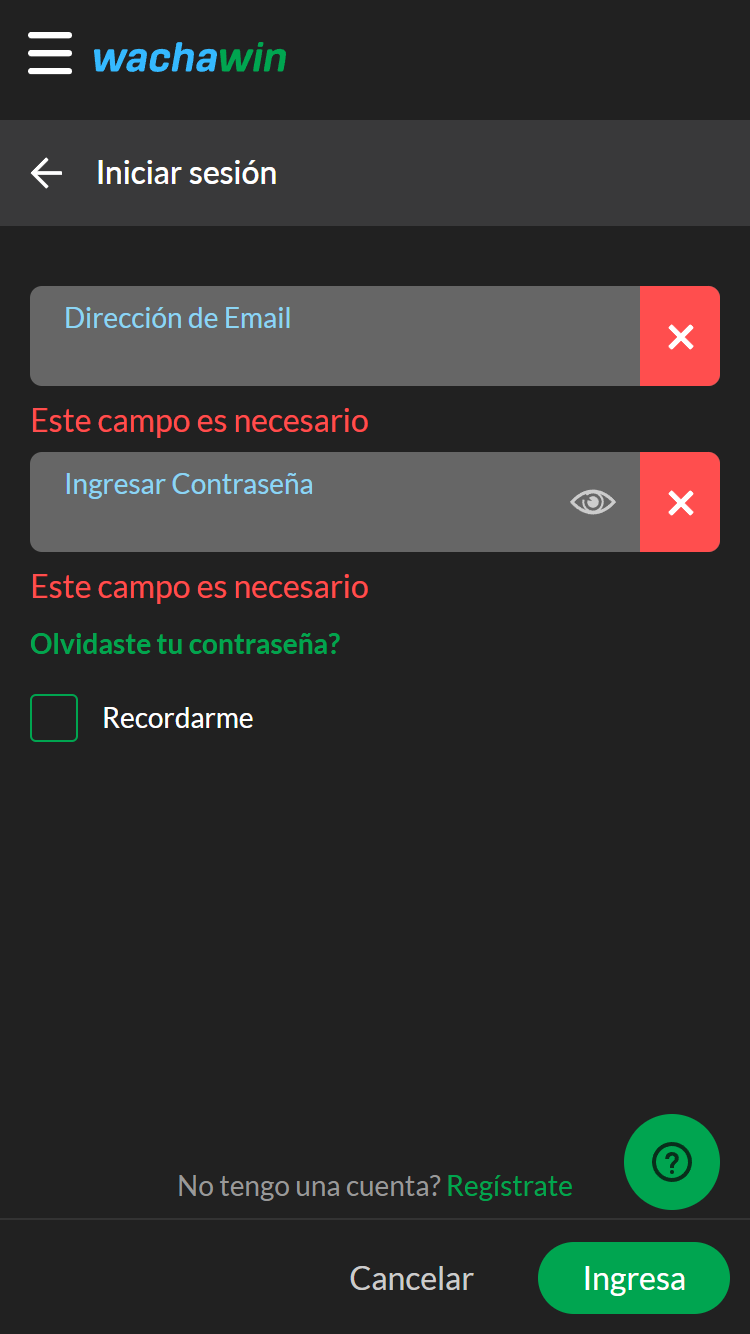 wachawin
Iniciar sesión
Dirección de Email
Este campo es necesario
Ingresar Contraseña
Este campo es necesario
Olvidaste tu contraseña?
Recordarme
No tengo una cuenta? Regístrate
Cancelar
Ingresa